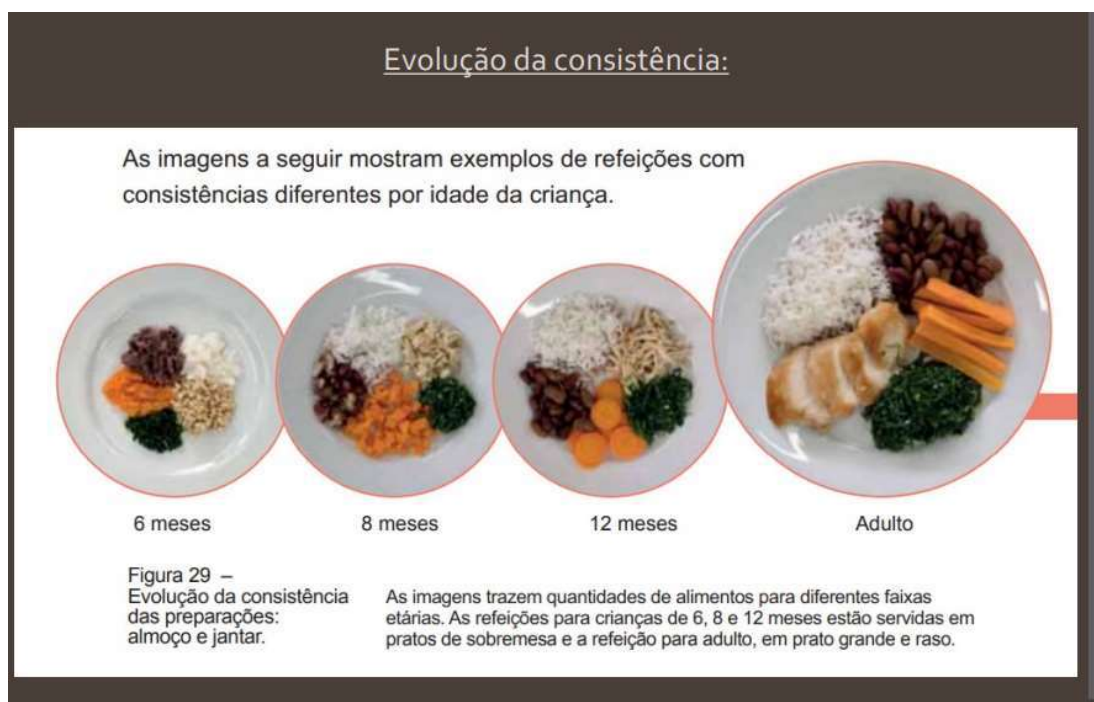 Evolução da consistência:
As imagens a seguir mostram exemplos de refeições com
consistências diferentes por idade da criança.
6 meses
8 meses
12 meses
Adulto
Figura 29 –
Evolução da consistência
das preparações:
almoço e jantar.
As imagens trazem quantidades de alimentos para diferentes faixas
etárias. As refeições para crianças de 6, 8 e 12 meses estão servidas em
pratos de sobremesa e a refeição para adulto, em prato grande e raso.